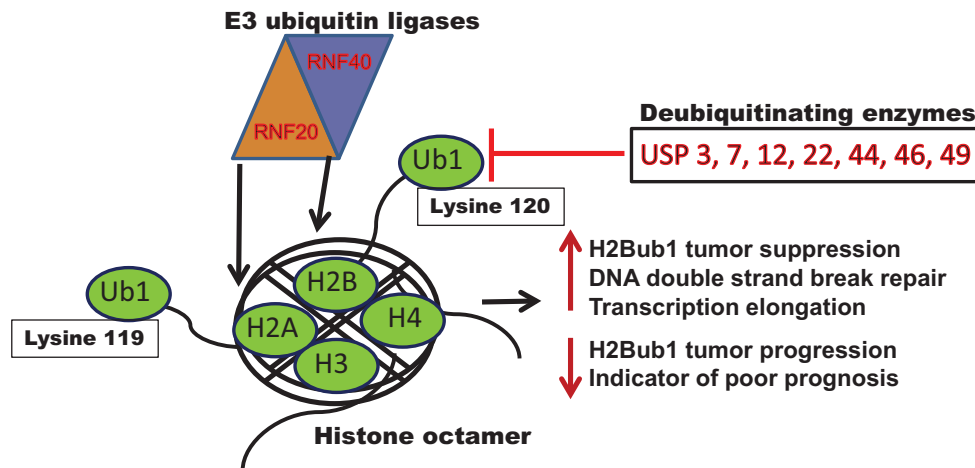 E3 ubiquitin ligases
RNF40
RNF20
Deubiquitinating enzymes
USP 3, 7, 12, 22, 44, 46, 49
Ub1
Lysine 120
H2Bub1 tumor suppression
DNA double strand break repair
Transcription elongation
Ub1
Lysine 119
H2B
H2A
H4
H3
H2Bub1 tumor progression
Indicator of poor prognosis
Histone octamer